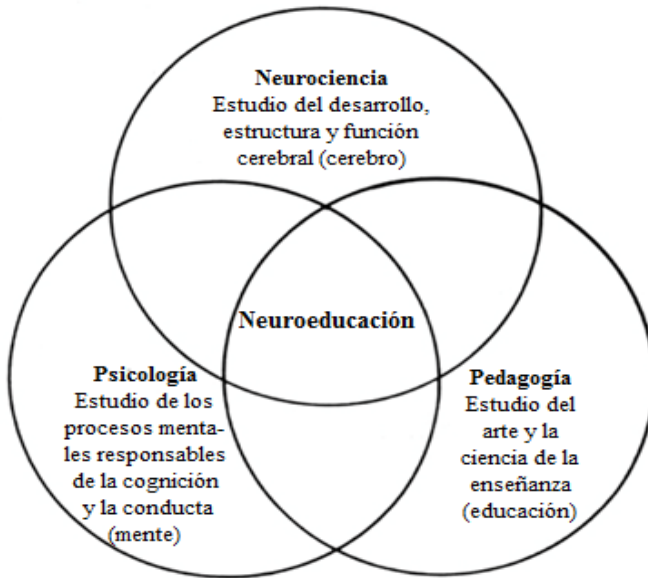 Neurociencia
Estudio del desarrollo,
estructura y función
cerebral (cerebro)
Neuroeducación
Psicología
Estudio de los
procesos menta-
les responsables
de la cognición
y la conducta
(mente)
Pedagogía
Estudio del
arte y la
ciencia de la
enseñanza
(educación)